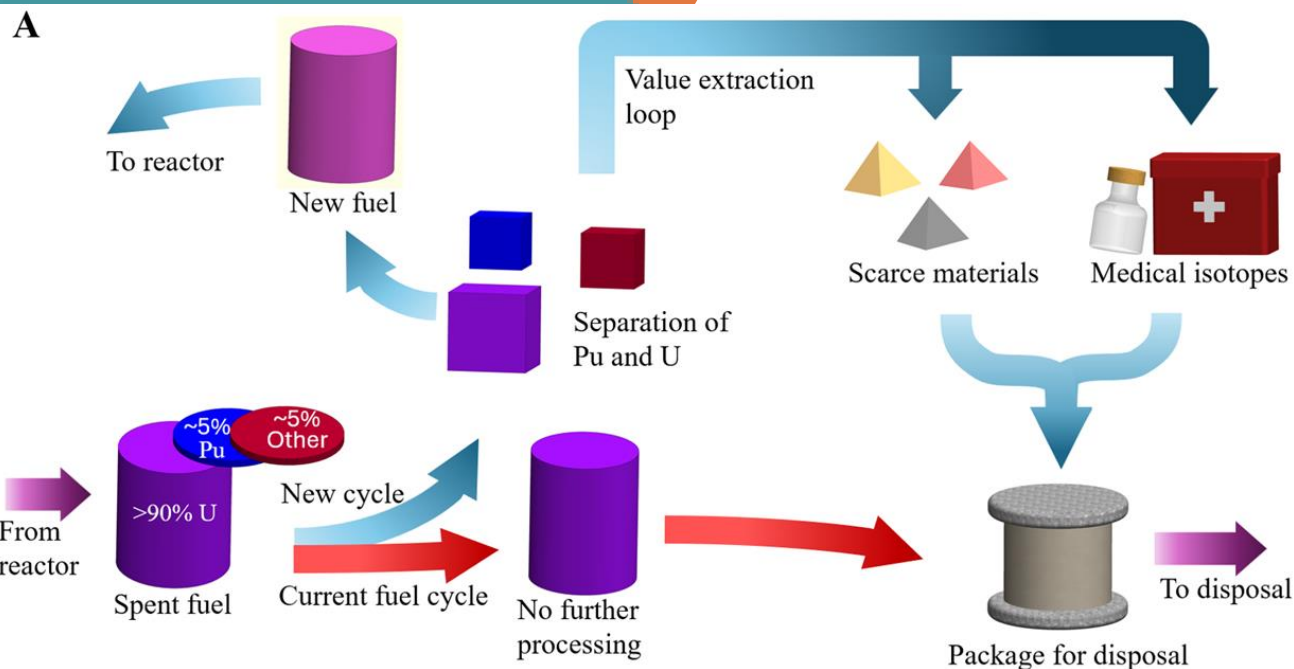 A
Value extraction
loop
To reactor
New fuel
Scarce materials
Medical isotopes
Separation of
Pu and U
~5%
Pu
~5%
Other
>90% U
New cycle
From
reactor
Spent fuel
Current fuel cycle
No further
processing
To disposal
Package for disposal